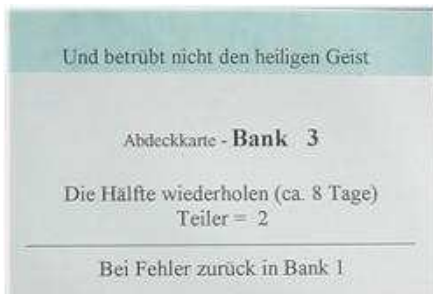 Und betrübt nicht den heiligen Geist
Abdeckkarte - Bank 3
Die Hälfte wiederholen (ca. 8 Tage)
Teiler = 2
Bei Fehler zurück in Bank 1